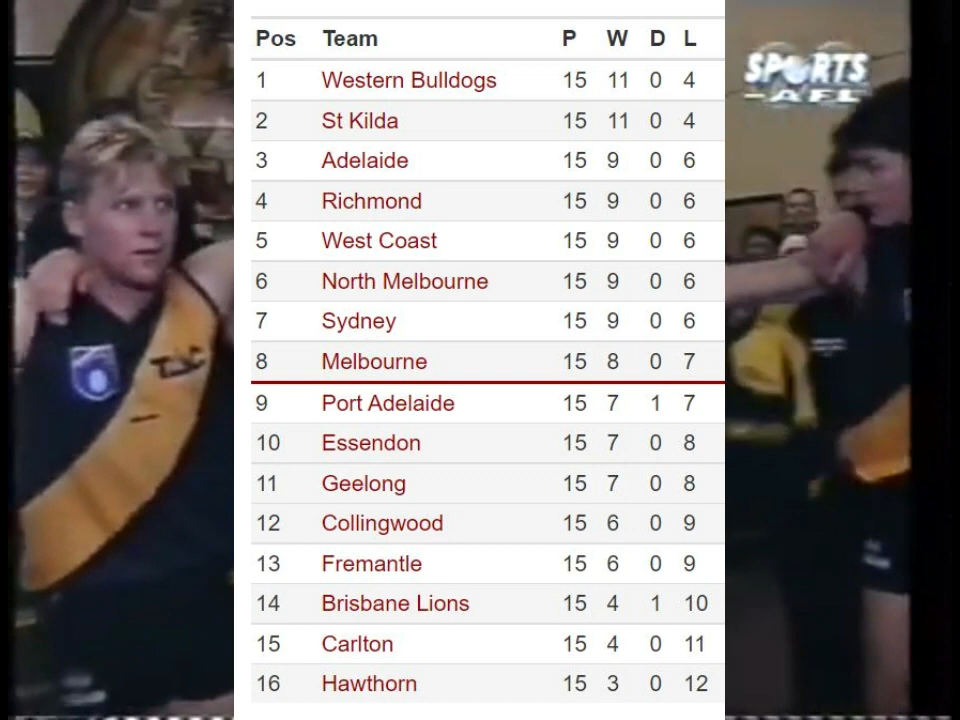 Pos Team P W D L
1 Western Bulldogs 15 11 0 4
2 St Kilda 15 11 0 4
3 Adelaide 15 9 0 6
4 Richmond 15 9 0 6
5 West Coast 15 9 0 6
6 North Melbourne 15 9 0 6
7 Sydney 15 9 0 6
8 Melbourne 15 8 0 7
9 Port Adelaide 15 7 1 7
10 Essendon 15 7 0 8
11 Geelong 15 7 0 8
12 Collingwood 15 6 0 9
13 Fremantle 15 6 0 9
14 Brisbane Lions 15 4 1 10
15 Carlton 15 4 0 11
16 Hawthorn 15 3 0 12
SPORTS
AFL
TAC